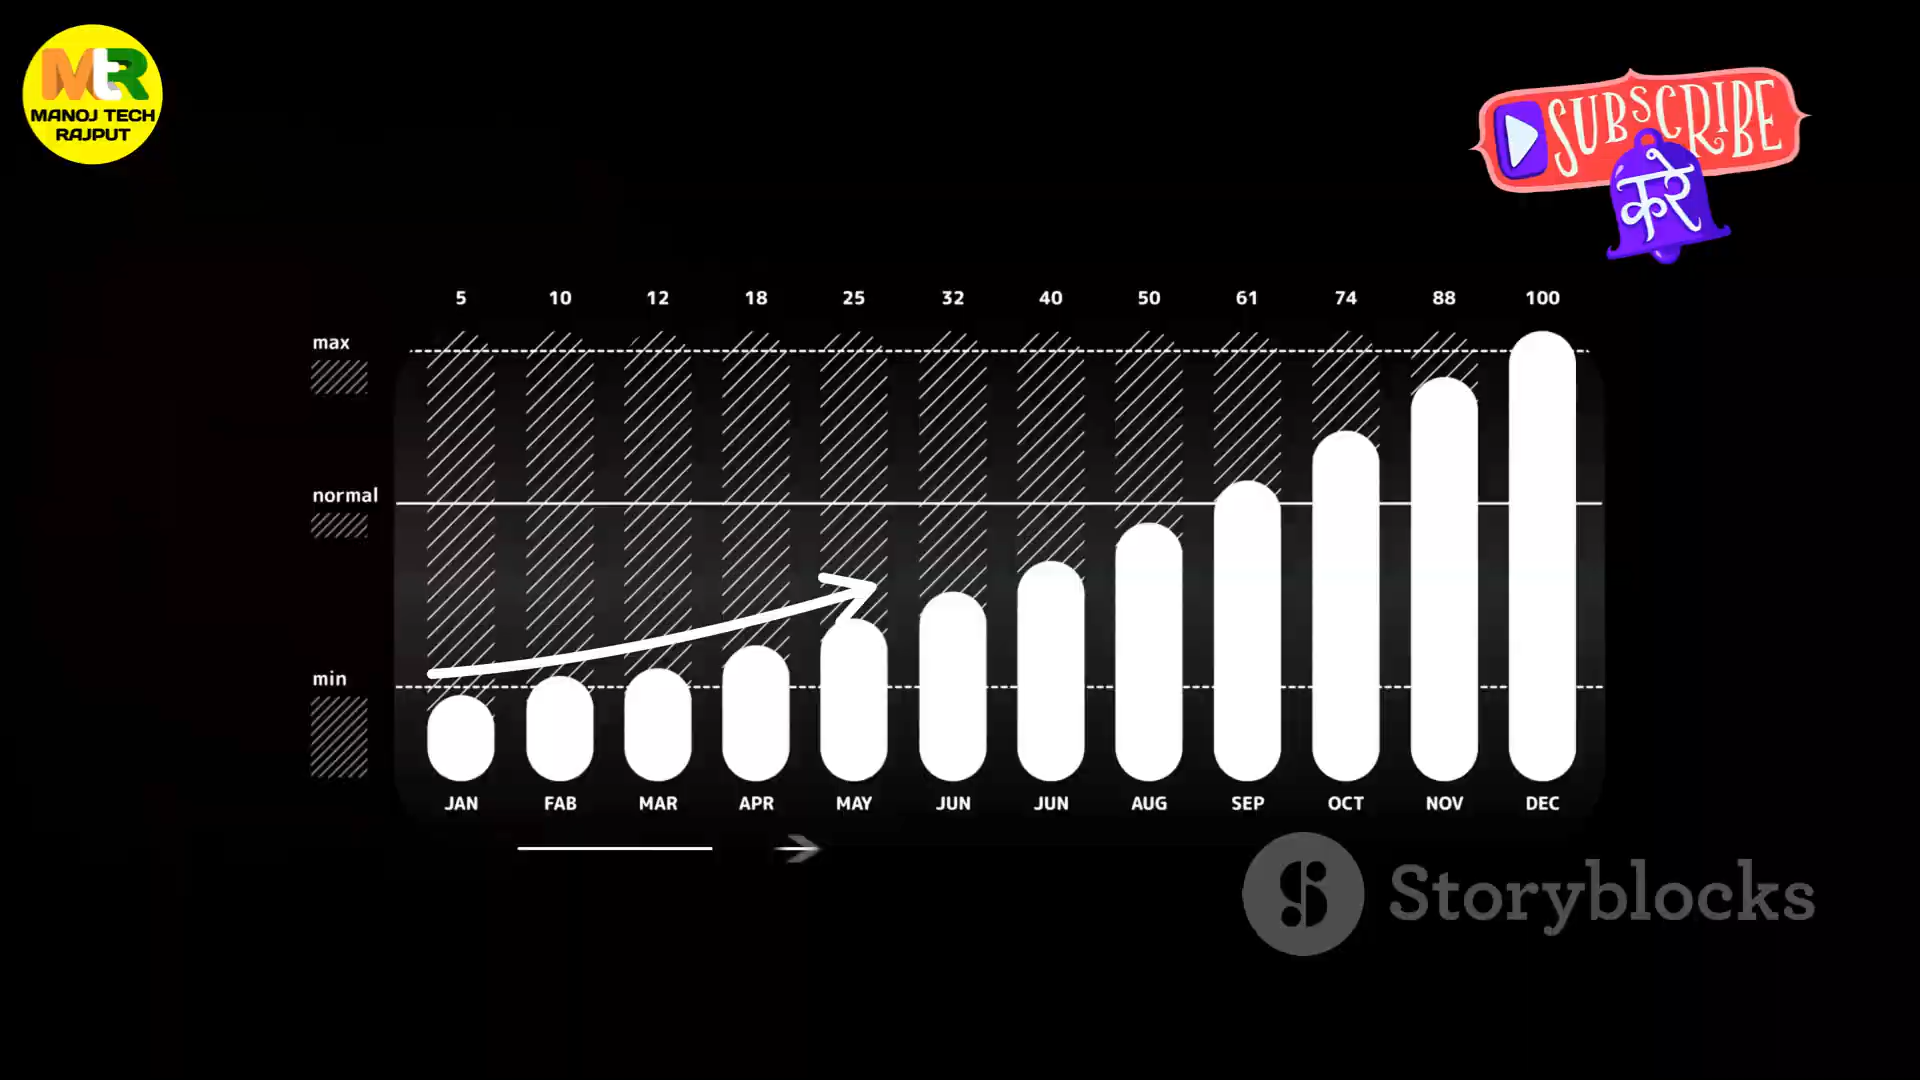 MtR
MANOJ TECH
RAJPUT
SUBSCRIBE
करे
5 10 12 18 25 32 40 50 61 74 88 100
max
normal
min
JAN FAB MAR APR MAY JUN JUN AUG SEP OCT NOV DEC
Storyblocks